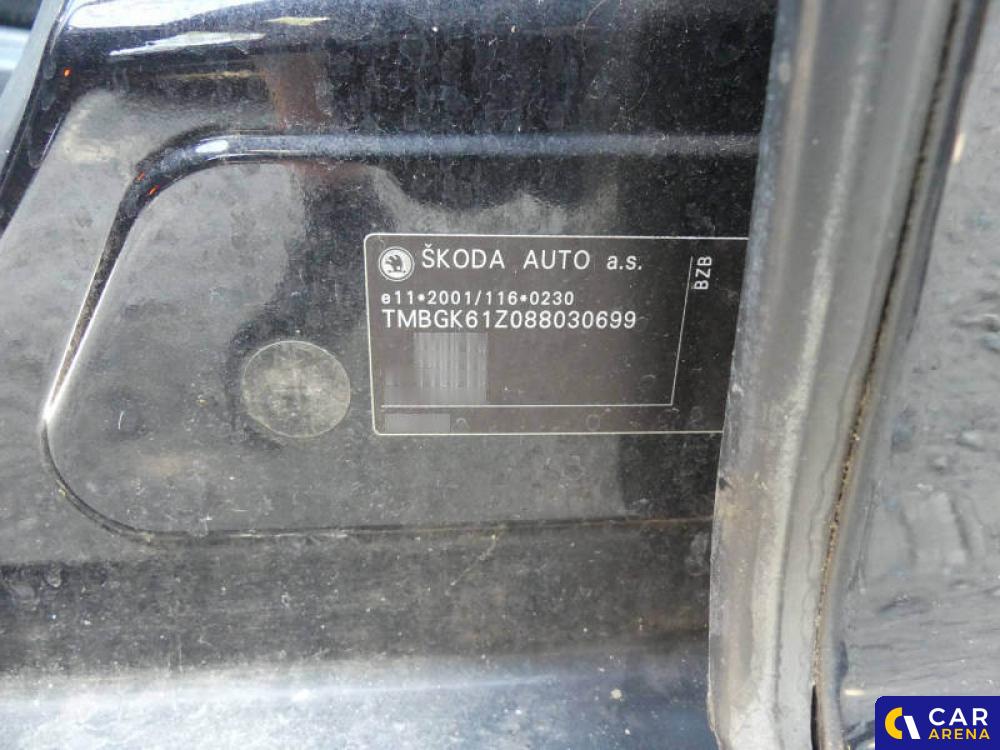 ŠKODA AUTO a.s.
BZB
e11*2001/116*0230
TMBGK61Z088030699
CAR
ARENA